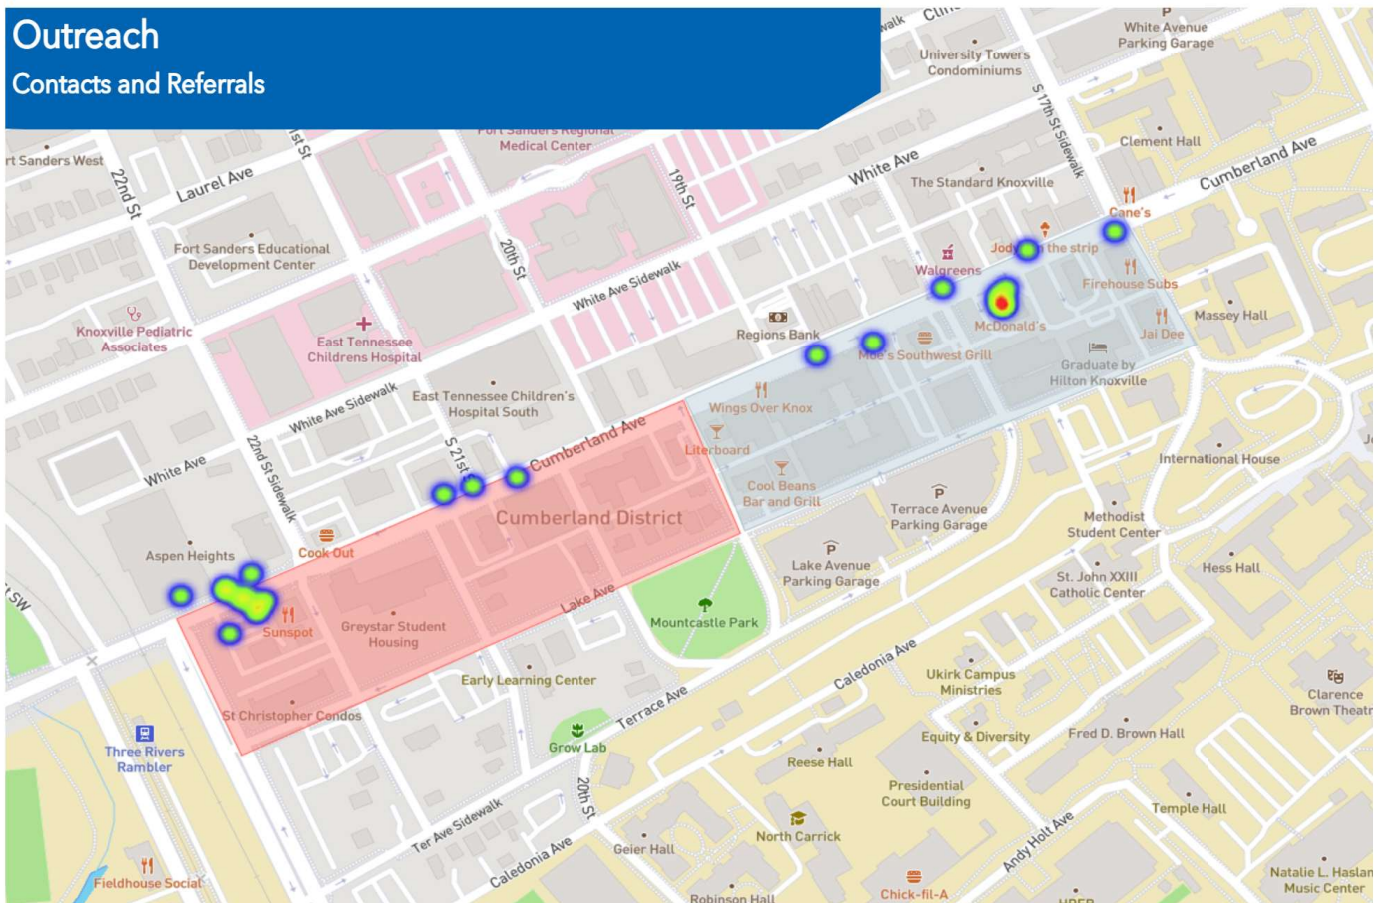 Outreach
Contacts and Referrals
White Avenue
Parking Garage
University Towers
Condominiums
S 17th St Sidewalk
Fort Sanders Regional
Medical Center
Clement Hall
Cumberland Ave
White Ave
The Standard Knoxville
Cane's
22nd St
Laurel Ave
19th St
Fort Sanders Educational
Development Center
20th St
Walgreens
Firehouse Subs
White Ave Sidewalk
Knoxville Pediatric
Associates
East Tennessee
Childrens Hospital
Regions Bank
McDonald's
Jai Dee
Massey Hall
Moe's Southwest Grill
Graduate by
Hilton Knoxville
East Tennessee Children's
Hospital South
White Ave Sidewalk
Wings Over Knox
Cumberland Ave
Literboard
White Ave
22nd St Sidewalk
S 21st St
Cool Beans
Bar and Grill
International House
Terrace Avenue
Parking Garage
Methodist
Student Center
Cumberland District
Cook Out
Aspen Heights
Lake Avenue
Parking Garage
St. John XXIII
Catholic Center
Hess Hall
Lake Ave
Mountcastle Park
Sunspot
Greystar Student
Housing
Caledonia Ave
Early Learning Center
Ukirk Campus
Ministries
Clarence
Terrace Ave
St Christopher Condos
Equity & Diversity
Fred D. Brown Hall
Three Rivers
Rambler
Grow Lab
Reese Hall
Presidential
Court Building
Temple Hall
20th St
Ter Ave Sidewalk
North Carrick
Geier Hall
Andy Holt Ave
Caledonia Ave
Fieldhouse Social
Chick-fil-A
Robinson Hall
Natalie L. Haslam
Music Center